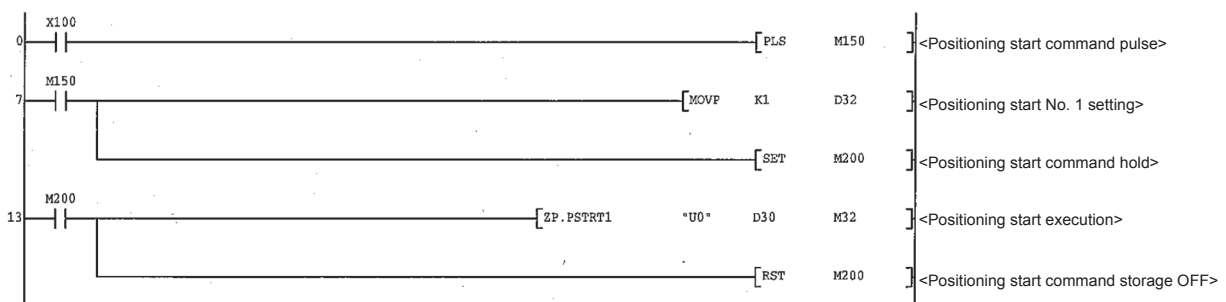 X100
0 [PLS M150 ] <Positioning start command pulse>
M150
7 [MOVP K1 D32 ] <Positioning start No. 1 setting>
[SET M200 ] <Positioning start command hold>
M200
13 [ZP.PSTRT1 "U0" D30 M32 ] <Positioning start execution>
[RST M200 ] <Positioning start command storage OFF>